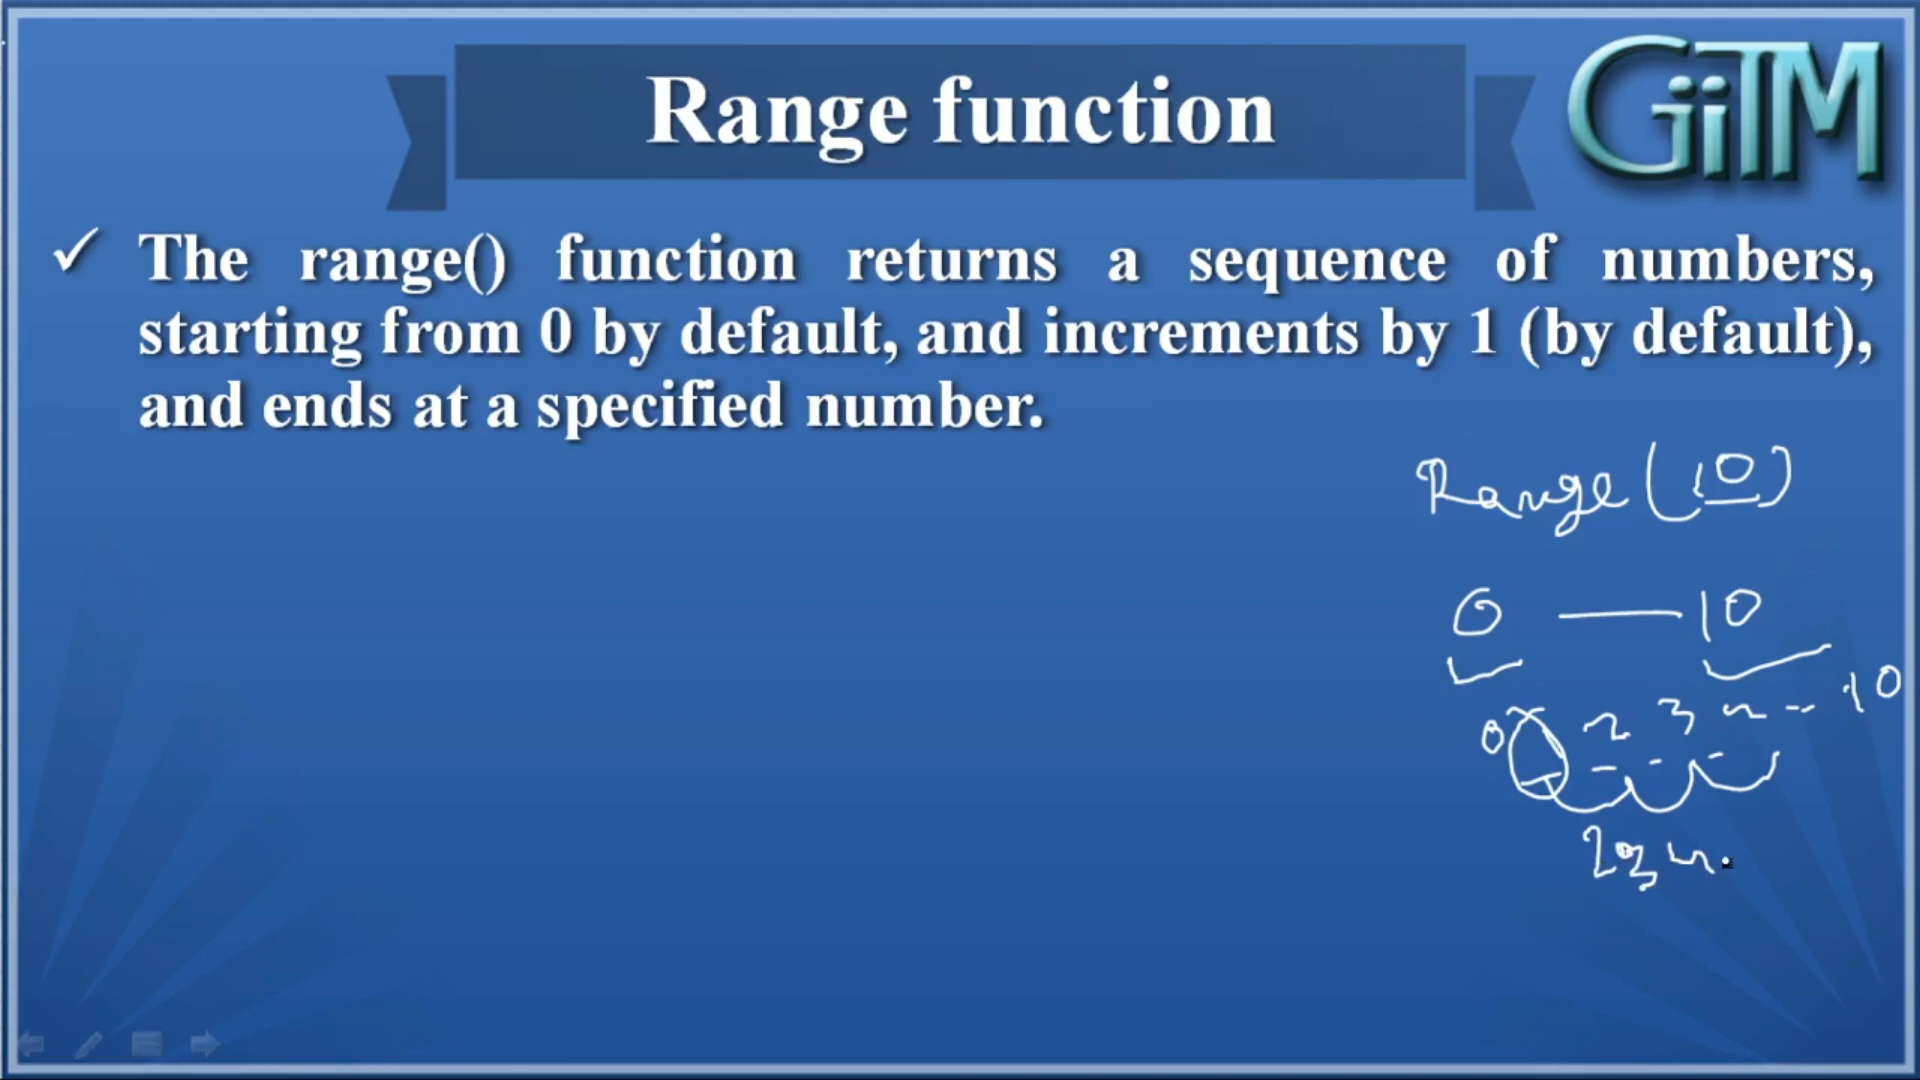 Range function
GiiTM
✓ The range() function returns a sequence of numbers,
starting from 0 by default, and increments by 1 (by default),
and ends at a specified number.
Range (10)
0 — 10
0 2 3 -- 10